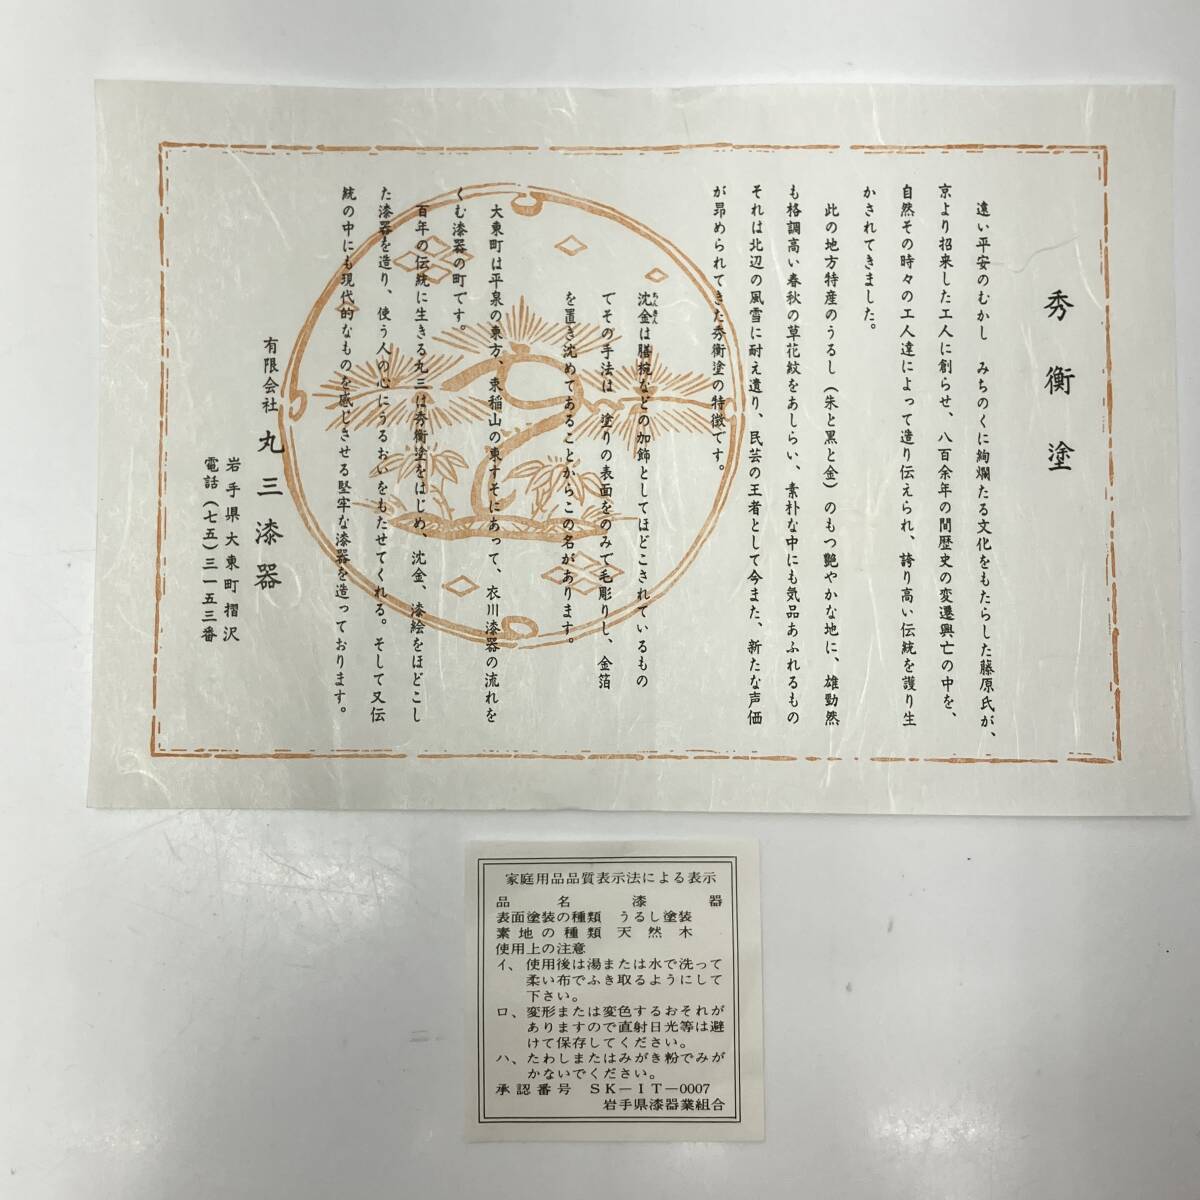 秀衡塗
遠い平安のむかし　みちのくに絢爛たる文化をもたらした藤原氏が、
京より招来した工人に創らせ、八百余年の間歴史の変遷興亡の中を、
自然その時々の工人達によって造り伝えられ、誇り高い伝統を護り生
かされてきました。
此の地方特産のうるし（朱と黒と金）のもつ艶やかな地に、雄勁然
も格調高い春秋の草花紋をあしらい、素朴な中にも気品あふれるもの
それは北辺の風雪に耐え遺り、民芸の王者として今また、新たな声価
が昂められてきた秀衡塗の特徴です。
沈金は膳椀などの加飾としてほどこされているもの
でその手法は　塗りの表面をのみで毛彫りし、金箔
を置き沈めてあることからこの名があります。
大東町は平泉の東方、東稲山の東すそにあって、衣川漆器の流れを
くむ漆器の町です。
百年の伝統に生きる丸三は秀衡塗をはじめ、沈金、漆絵をほどこし
た漆器を造り、使う人の心にうるおいをもたせてくれる。そして又伝
統の中にも現代的なものを感じさせる堅牢な漆器を造っております。
有限会社　丸三漆器
岩手県大東町摺沢
電話（七五）三一五三番
家庭用品品質表示法による表示
品名　漆器
表面塗装の種類　うるし塗装
素地の種類　天然木
使用上の注意
イ、使用後は湯または水で洗って
柔い布でふき取るようにして
下さい。
ロ、変形または変色するおそれが
ありますので直射日光等は避
けて保存してください。
ハ、たわしまたはみがき粉でみが
かないでください。
承認番号　SK－IT－0007
岩手県漆器業組合